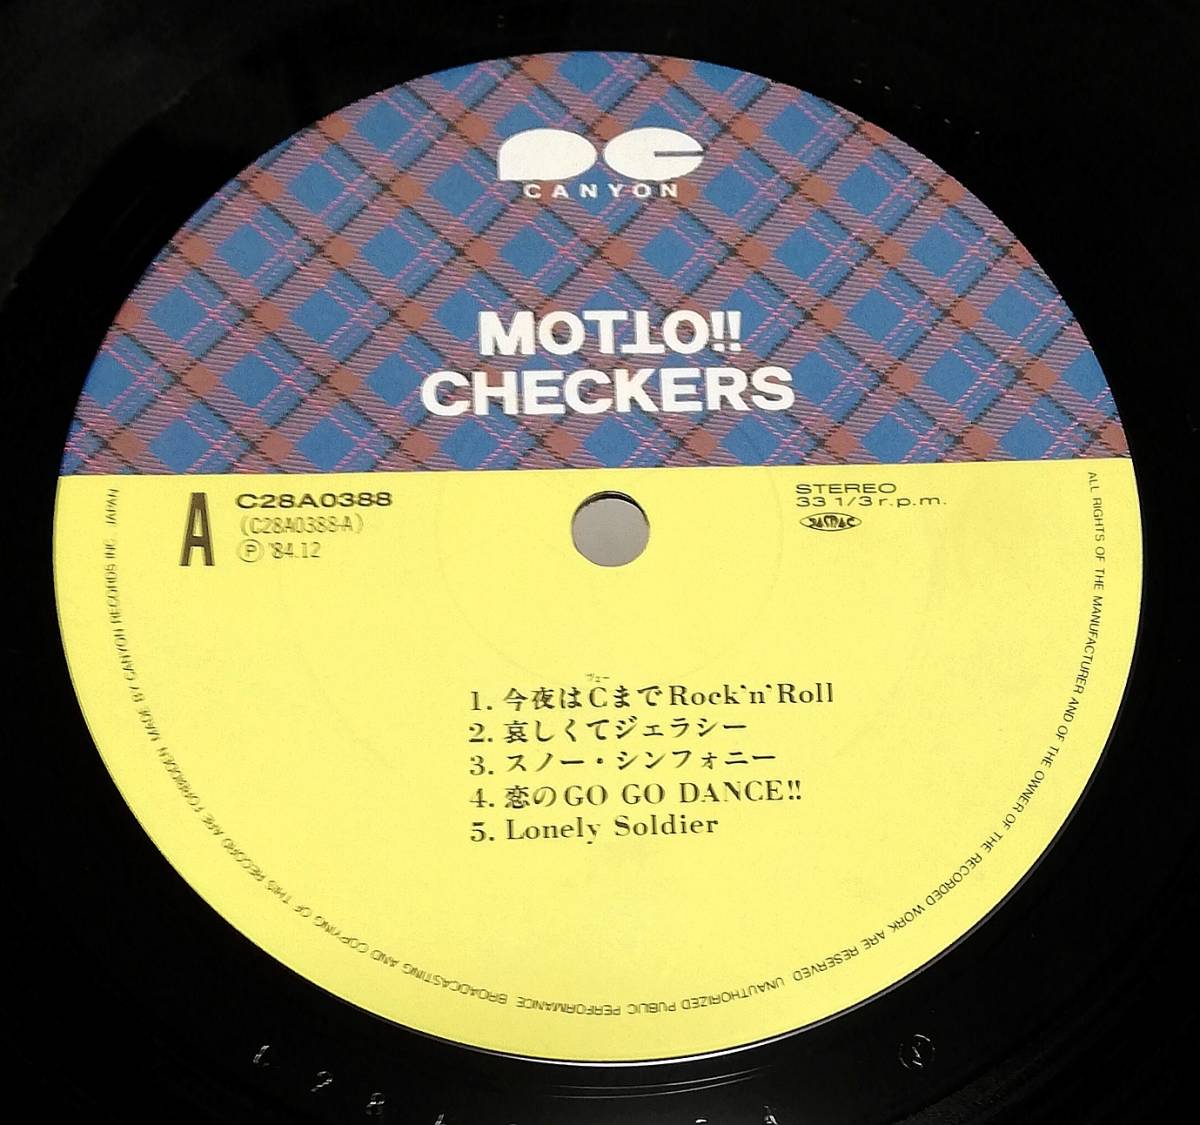 CANYON
MOTTO!!
CHECKERS
A
C28A0388
(C28A0388-A)
Ⓟ '84.12
STEREO
33 1/3 r.p.m.
JASRAC
ツェー
1. 今夜はCまでRock'n'Roll
2. 哀しくてジェラシー
3. スノー・シンフォニー
4. 恋のGO GO DANCE!!
5. Lonely Soldier
ALL RIGHTS OF THE MANUFACTURER AND OF THE OWNER OF THE RECORDED WORK ARE RESERVED UNAUTHORIZED PUBLIC PERFORMANCE BROADCASTING AND COPYING OF THIS RECORD ARE FORBIDDEN MADE BY CANYON RECORDS INC. JAPAN